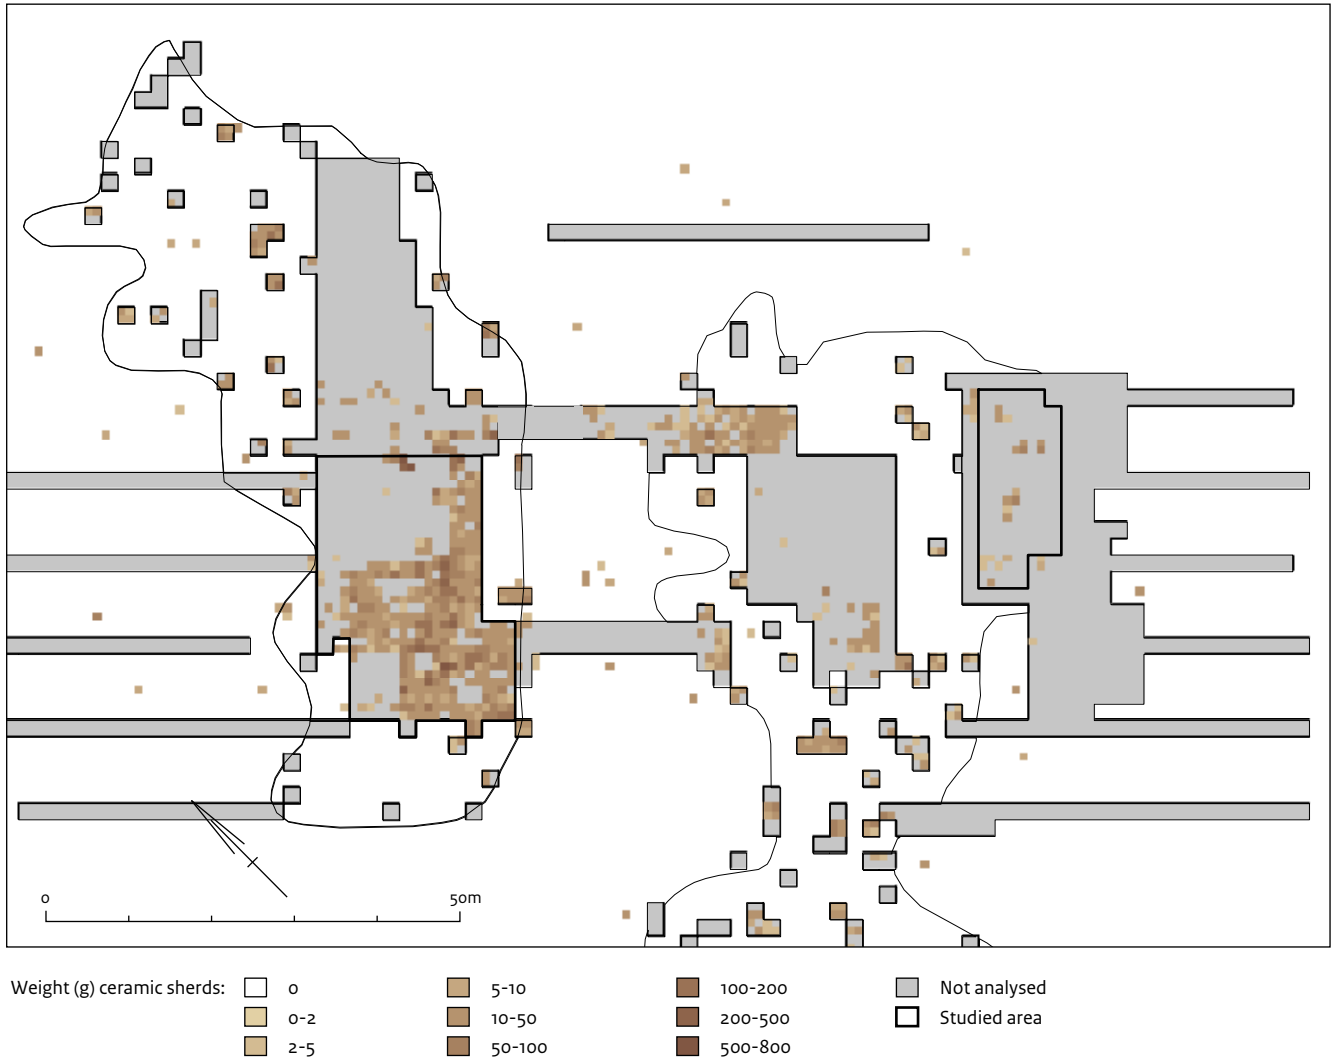 0 50m
Weight (g) ceramic sherds: 0 5-10 100-200 Not analysed
0-2 10-50 200-500 Studied area
2-5 50-100 500-800